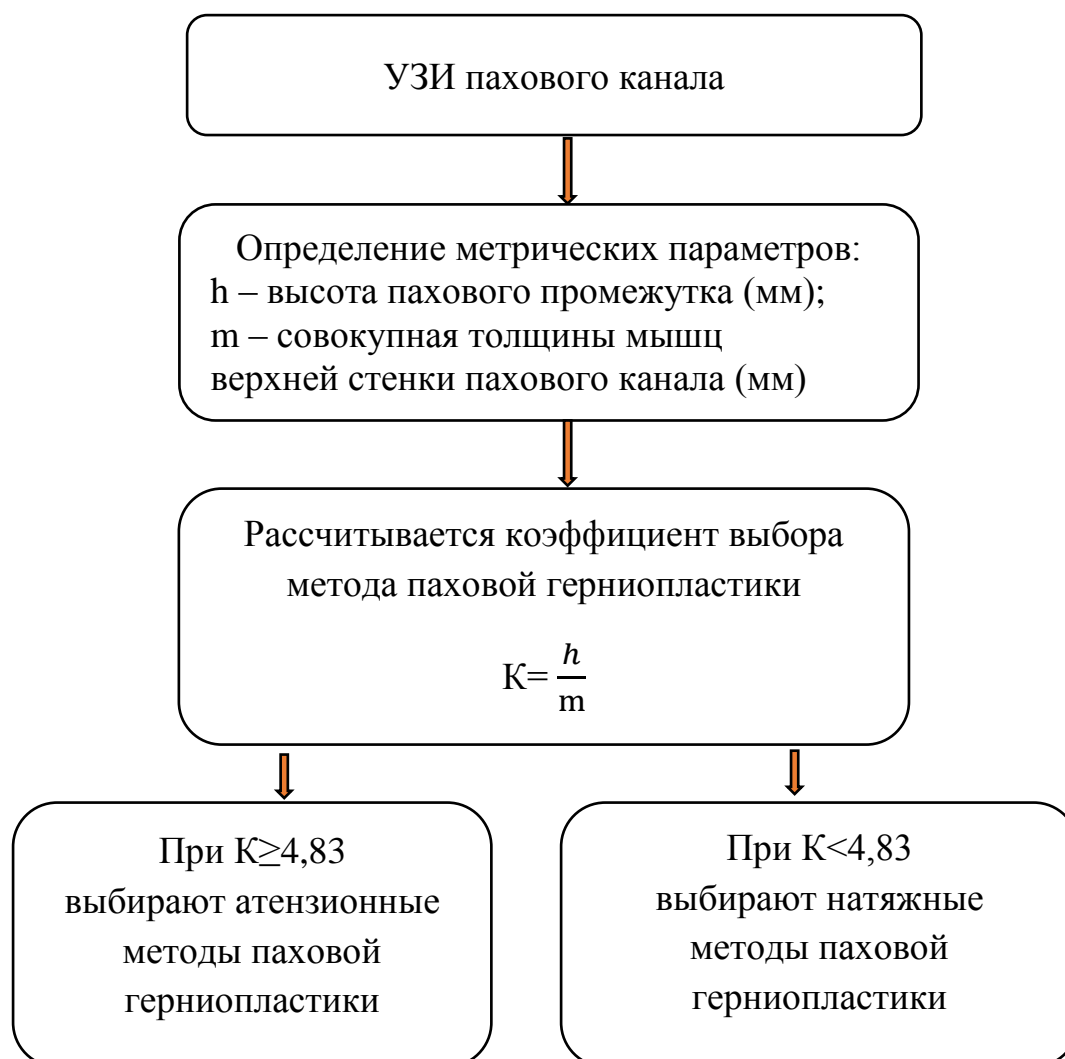 УЗИ пахового канала
Определение метрических параметров:
h – высота пахового промежутка (мм);
m – совокупная толщины мышц
верхней стенки пахового канала (мм)
Рассчитывается коэффициент выбора
метода паховой герниопластики
К= h/m
При К≥4,83
выбирают атензионные
методы паховой
герниопластики
При К<4,83
выбирают натяжные
методы паховой
герниопластики